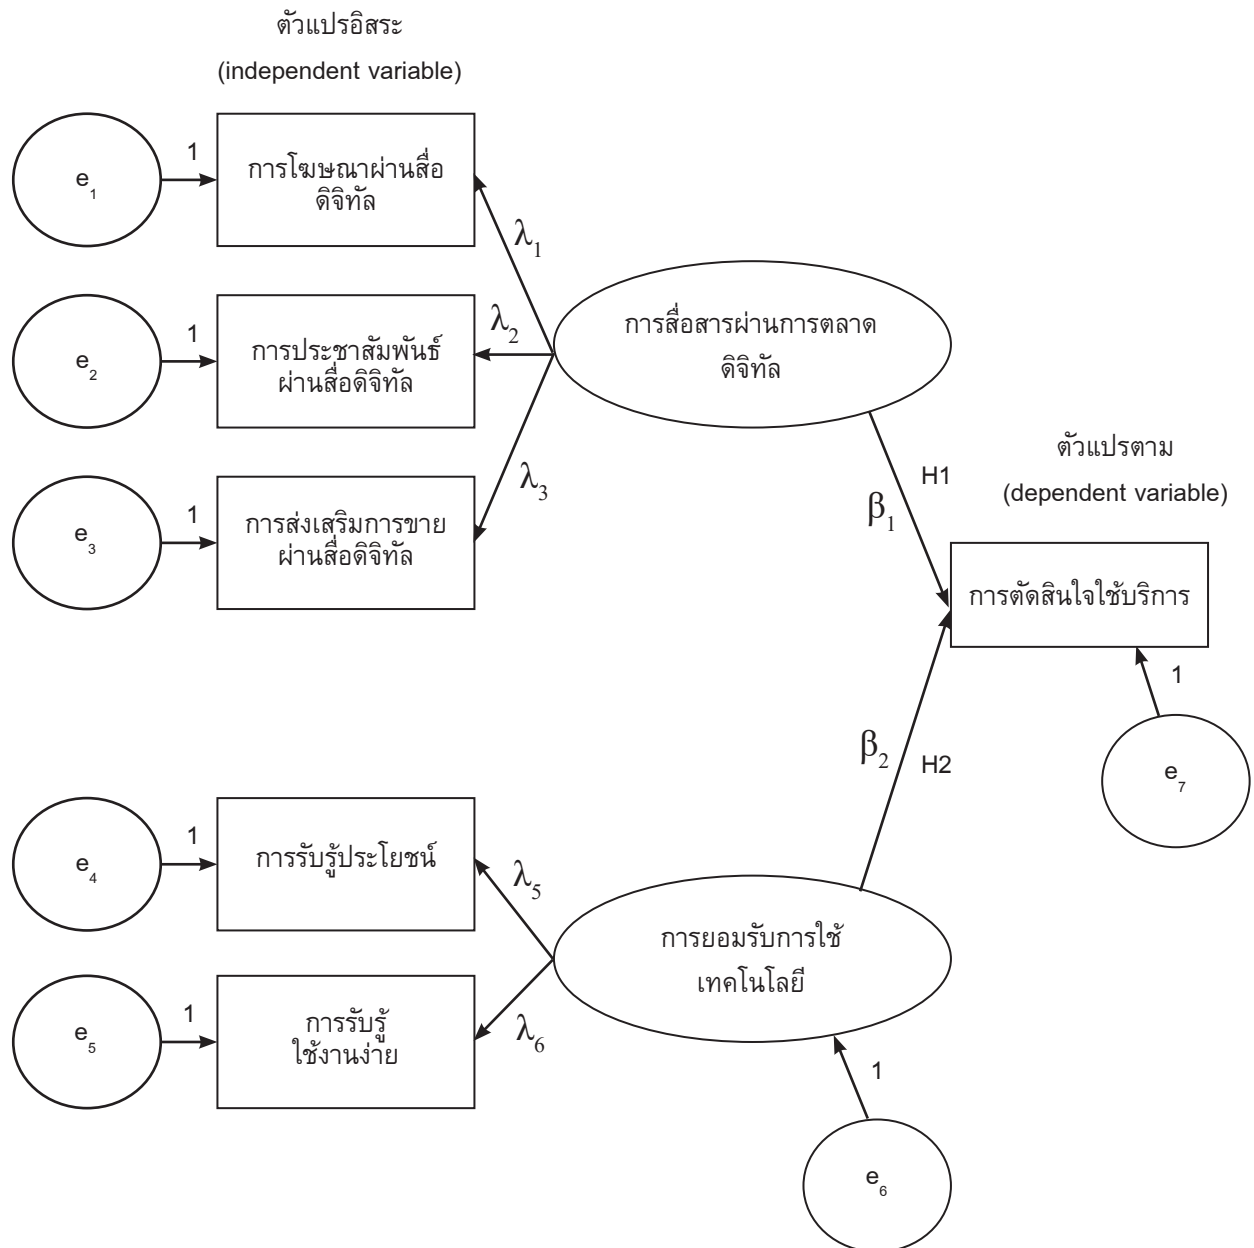 ตัวแปรอิสระ
(independent variable)
e1
1
การโฆษณาผ่านสื่อ
ดิจิทัล
λ1
e2
1
การประชาสัมพันธ์
ผ่านสื่อดิจิทัล
λ2
การสื่อสารผ่านการตลาด
ดิจิทัล
e3
1
การส่งเสริมการขาย
ผ่านสื่อดิจิทัล
λ3
H1
β1
ตัวแปรตาม
(dependent variable)
การตัดสินใจใช้บริการ
1
e7
β2
H2
e4
1
การรับรู้ประโยชน์
λ5
การยอมรับการใช้
เทคโนโลยี
e5
1
การรับรู้
ใช้งานง่าย
λ6
1
e6